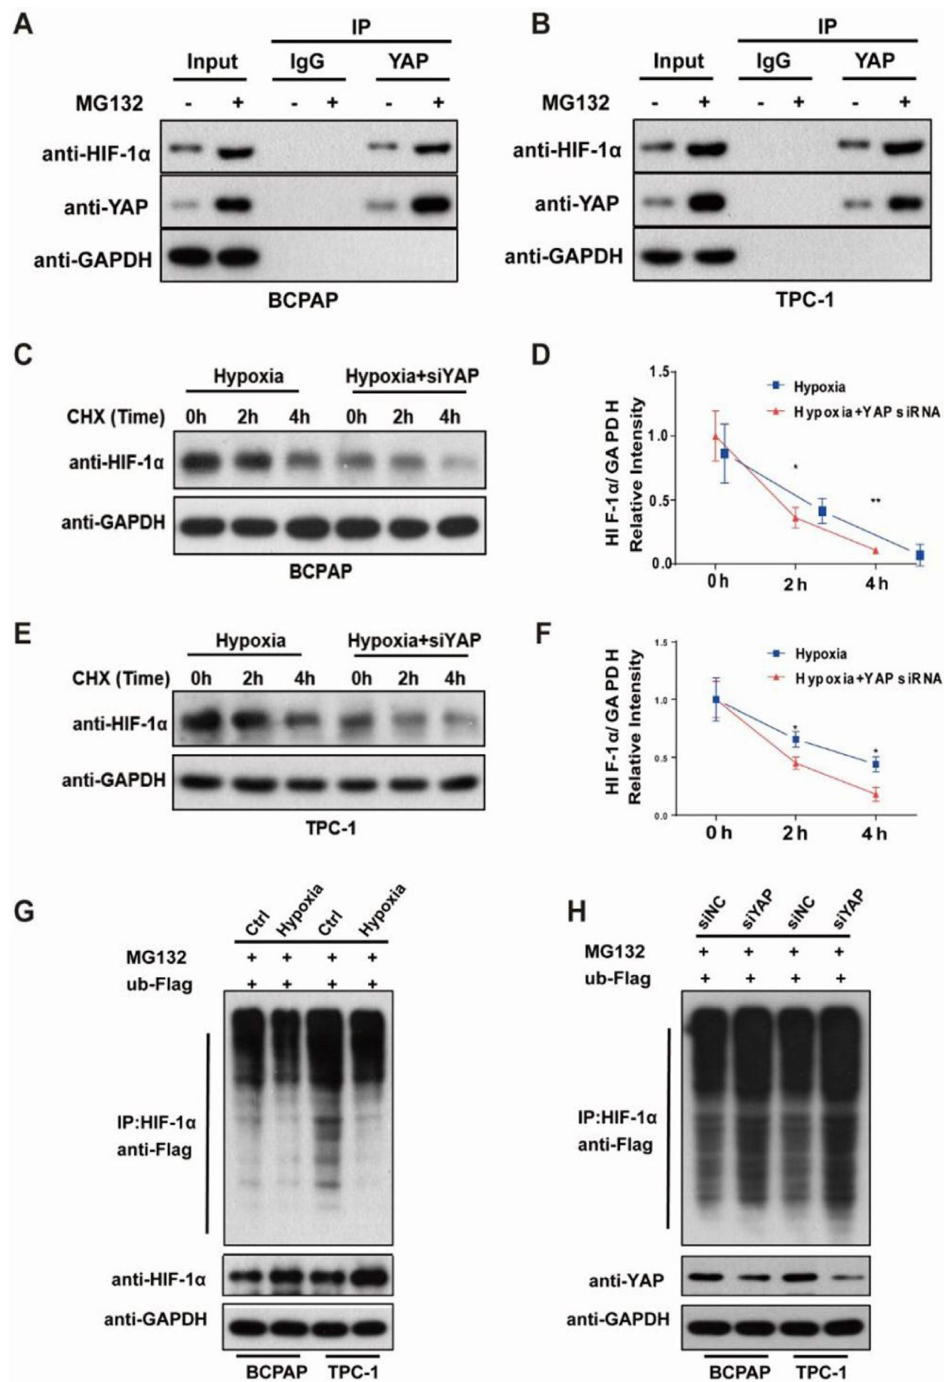 A
IP
Input IgG YAP
MG132 - + - + - +
anti-HIF-1α
anti-YAP
anti-GAPDH
BCPAP
B
IP
Input IgG YAP
MG132 - + - + - +
anti-HIF-1α
anti-YAP
anti-GAPDH
TPC-1
C
Hypoxia Hypoxia+siYAP
CHX (Time) 0h 2h 4h 0h 2h 4h
anti-HIF-1α
anti-GAPDH
BCPAP
D
HIF-1α/GAPDH
Relative Intensity
1.5
1.0
0.5
0.0
Hypoxia
Hypoxia+YAP siRNA
*
**
0h 2h 4h
E
Hypoxia Hypoxia+siYAP
CHX (Time) 0h 2h 4h 0h 2h 4h
anti-HIF-1α
anti-GAPDH
TPC-1
F
HIF-1α/GAPDH
Relative Intensity
1.5
1.0
0.5
0.0
Hypoxia
Hypoxia+YAP siRNA
*
*
0h 2h 4h
G
Ctrl Hypoxia Ctrl Hypoxia
MG132 + + + +
ub-Flag + + + +
IP:HIF-1α
anti-Flag
anti-HIF-1α
anti-GAPDH
BCPAP TPC-1
H
siNC siYAP siNC siYAP
MG132 + + + +
ub-Flag + + + +
IP:HIF-1α
anti-Flag
anti-YAP
anti-GAPDH
BCPAP TPC-1